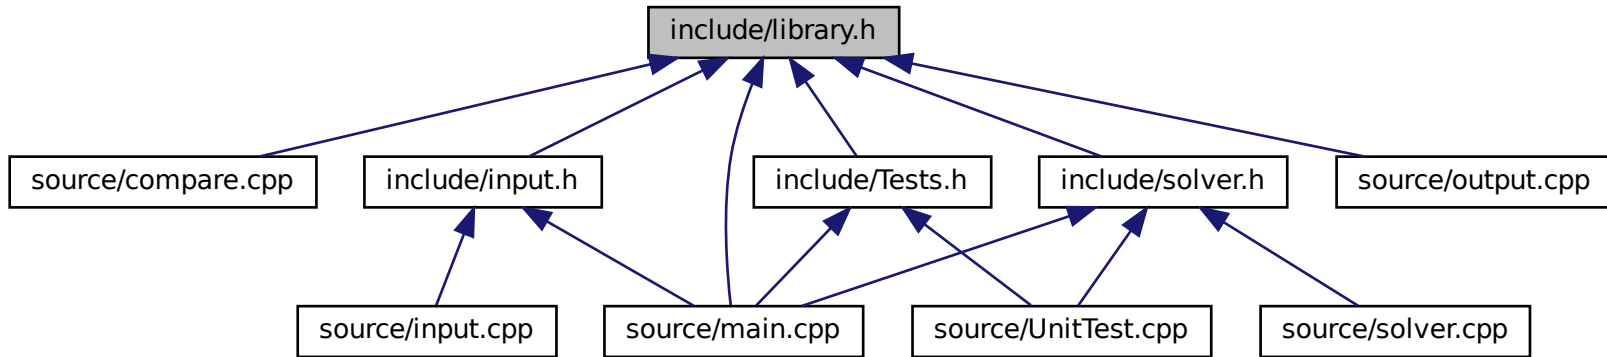 include/library.h
source/compare.cpp
include/input.h
include/Tests.h
include/solver.h
source/output.cpp
source/input.cpp
source/main.cpp
source/UnitTest.cpp
source/solver.cpp